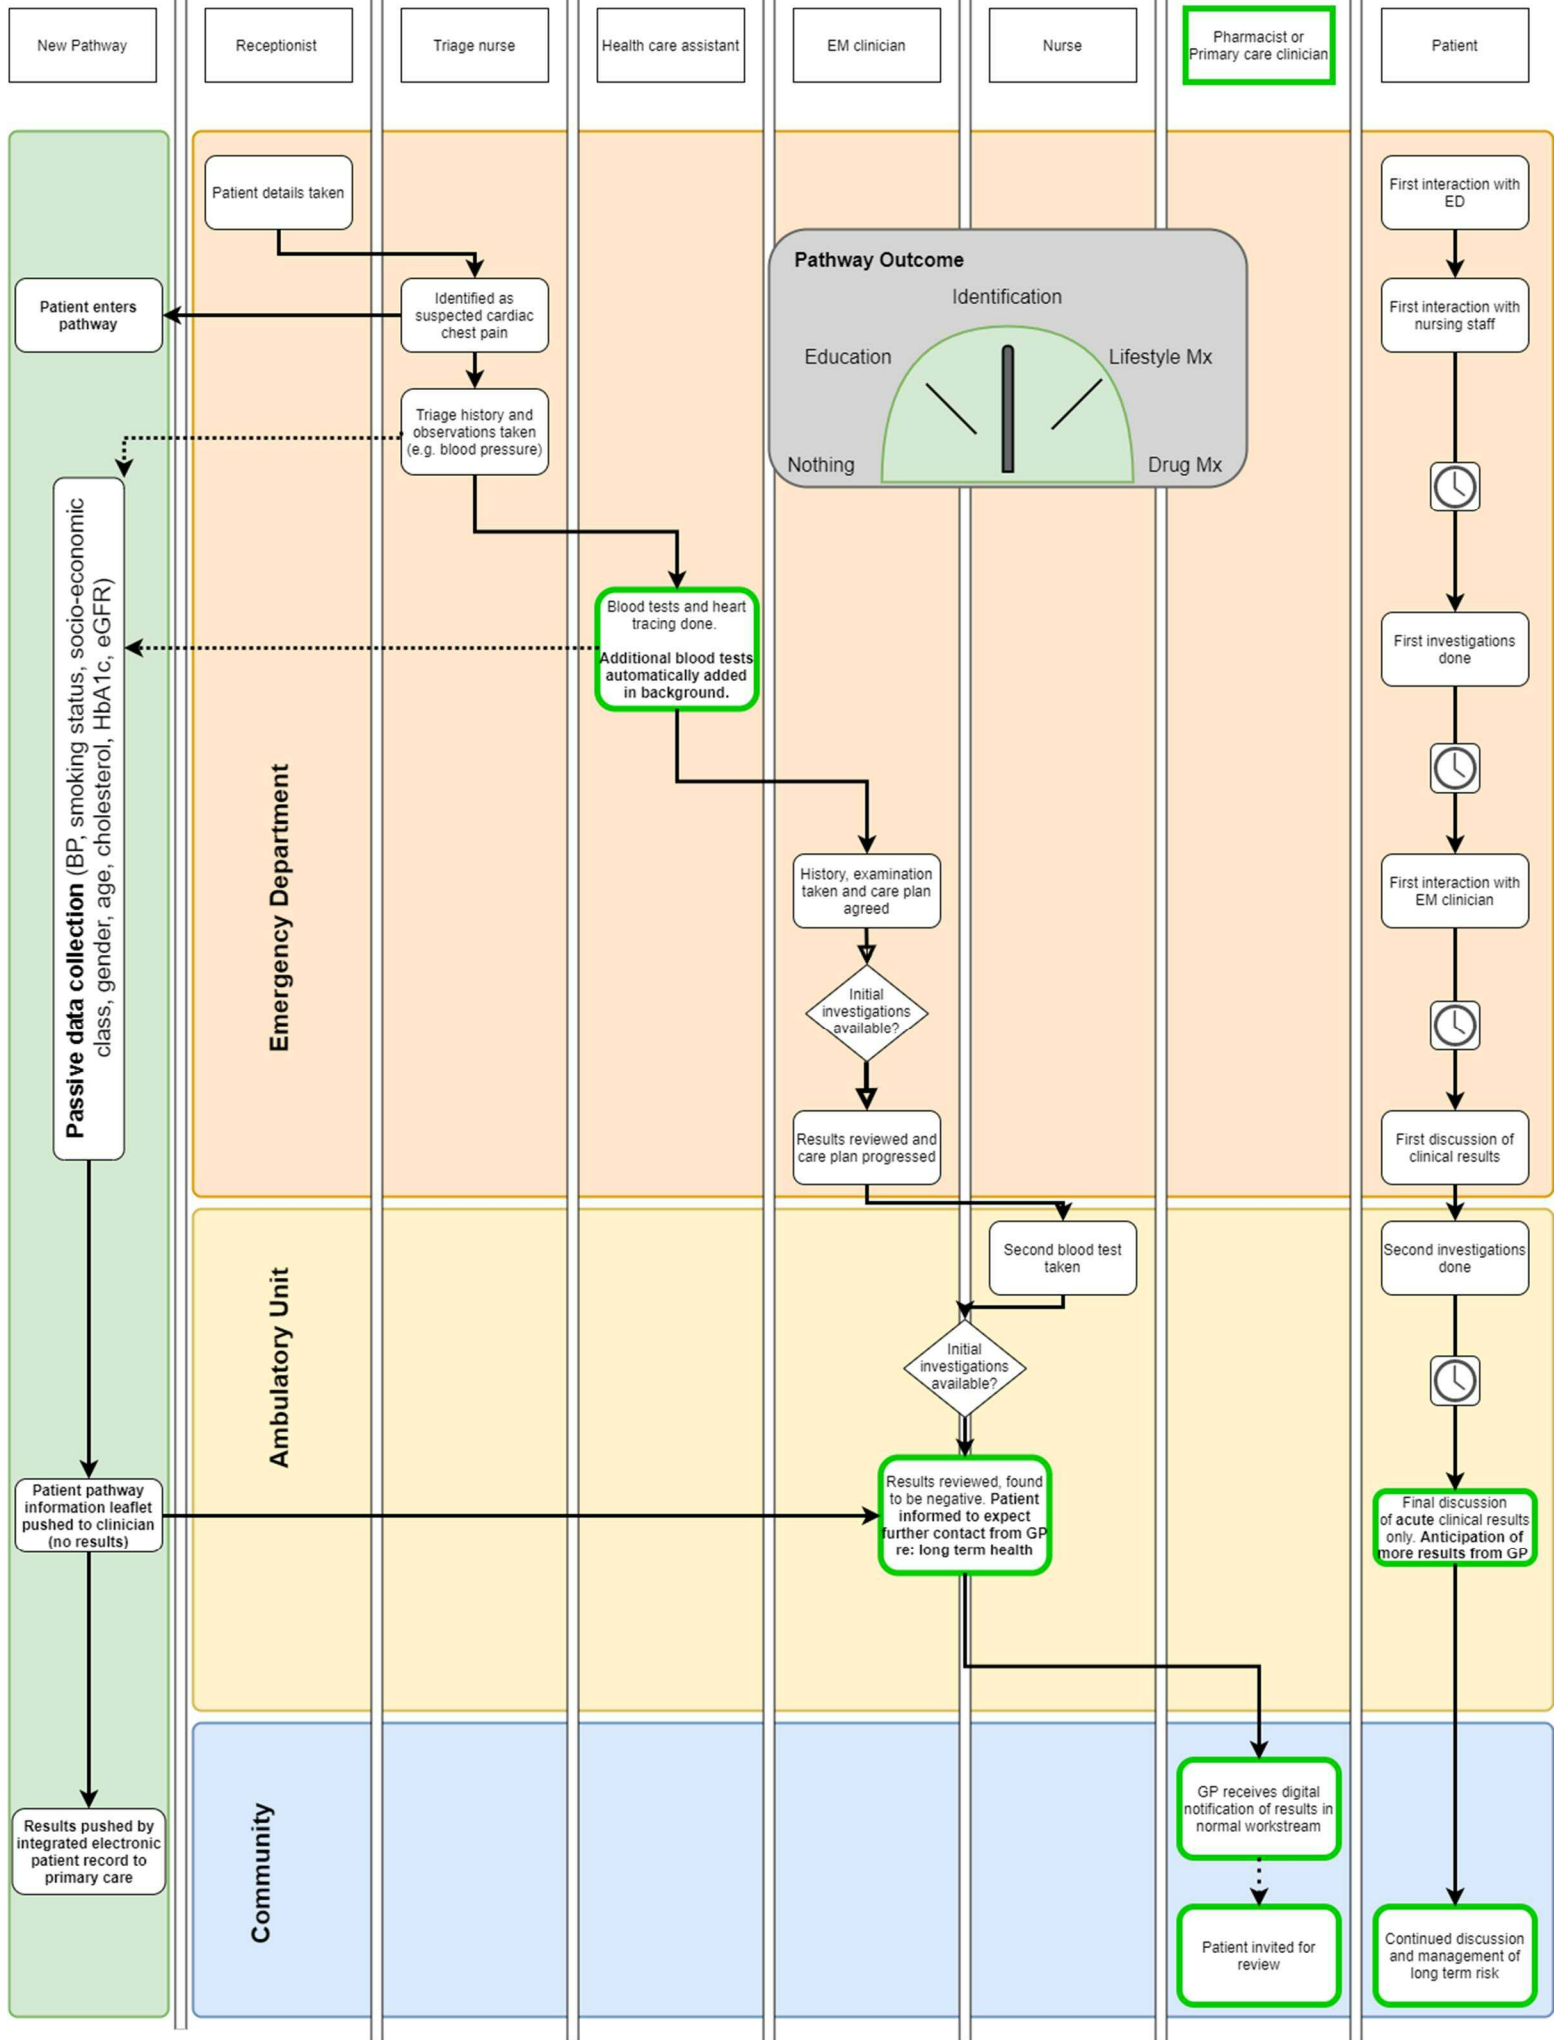 New Pathway
Receptionist
Triage nurse
Health care assistant
EM clinician
Nurse
Pharmacist or
Primary care clinician
Patient
Patient details taken
First interaction with
ED
Pathway Outcome
Identification
Education
Lifestyle Mx
Nothing
Drug Mx
Patient enters
pathway
Identified as
suspected cardiac
chest pain
First interaction with
nursing staff
Triage history and
observations taken
(e.g. blood pressure)
Passive data collection (BP, smoking status, socio-economic
class, gender, age, cholesterol, HbA1c, eGFR)
Blood tests and heart
tracing done.
Additional blood tests
automatically added
in background.
First investigations
done
Emergency Department
History, examination
taken and care plan
agreed
First interaction with
EM clinician
Initial
investigations
available?
Results reviewed and
care plan progressed
First discussion of
clinical results
Ambulatory Unit
Second blood test
taken
Second investigations
done
Initial
investigations
available?
Patient pathway
information leaflet
pushed to clinician
(no results)
Results reviewed, found
to be negative. Patient
informed to expect
further contact from GP
re: long term health
Final discussion
of acute clinical results
only. Anticipation of
more results from GP
Community
Results pushed by
integrated electronic
patient record to
primary care
GP receives digital
notification of results in
normal workstream
Patient invited for
review
Continued discussion
and management of
long term risk